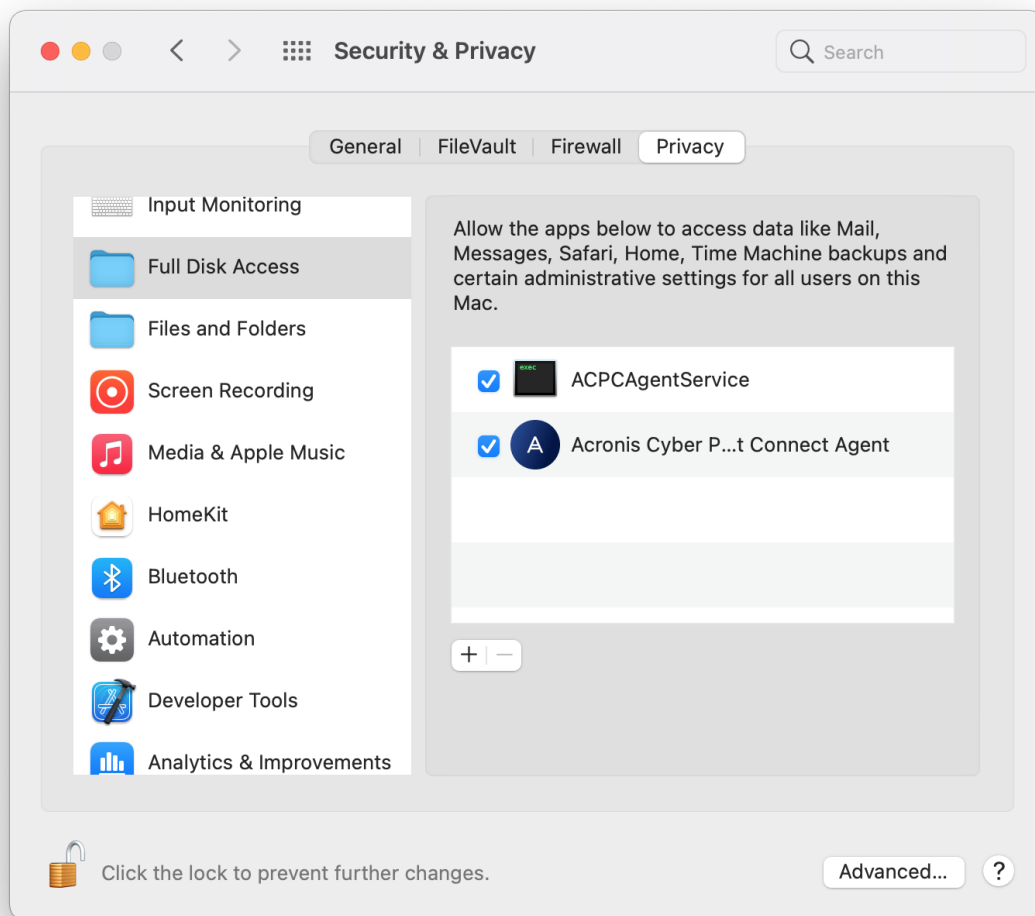 Security & Privacy
Search
General
FileVault
Firewall
Privacy
Input Monitoring
Full Disk Access
Files and Folders
Screen Recording
Media & Apple Music
HomeKit
Bluetooth
Automation
Developer Tools
Analytics & Improvements
Allow the apps below to access data like Mail,
Messages, Safari, Home, Time Machine backups and
certain administrative settings for all users on this
Mac.
exec
ACPCAgentService
Acronis Cyber P...t Connect Agent
Click the lock to prevent further changes.
Advanced...
?